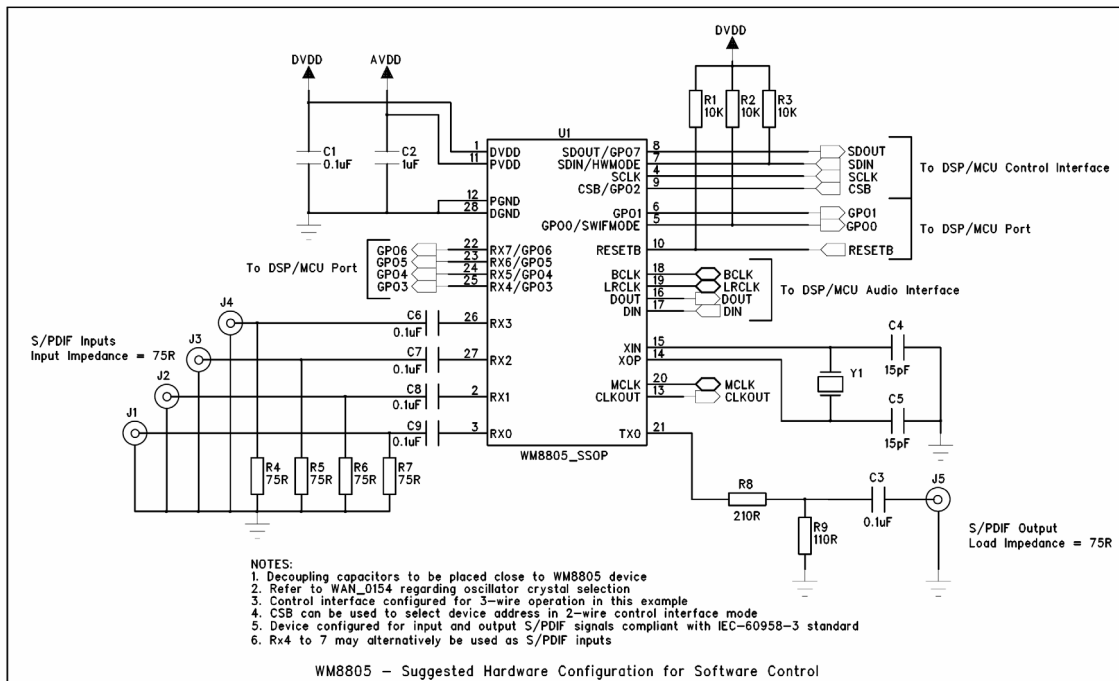 DVDD
AVDD
DVDD
C1
0.1uF
C2
1uF
R1
10K
R2
10K
R3
10K
U1
1 DVDD
11 PVDD
12 PGND
28 DGND
SDOUT/GPO7 8 SDOUT
SDIN/HWMODE 7 SDIN
SCLK 4 SCLK
CSB/GPO2 9 CSB
To DSP/MCU Control Interface
GPO1 6 GPO1
GPO0/SWIFMODE 5 GPO0
RESETB 10 RESETB
To DSP/MCU Port
GPO6 22 RX7/GPO6
GPO5 23 RX6/GPO5
GPO4 24 RX5/GPO4
GPO3 25 RX4/GPO3
To DSP/MCU Port
BCLK 18 BCLK
LRCLK 19 LRCLK
DOUT 16 DOUT
DIN 17 DIN
To DSP/MCU Audio Interface
S/PDIF Inputs
Input Impedance = 75R
J4
J3
J2
J1
C6
0.1uF
26 RX3
C7
0.1uF
27 RX2
C8
0.1uF
2 RX1
C9
0.1uF
3 RX0
XIN 15
XOP 14
Y1
C4
15pF
C5
15pF
MCLK 20 MCLK
CLKOUT 13 CLKOUT
TX0 21
WM8805_SSOP
R4
75R
R5
75R
R6
75R
R7
75R
R8
210R
R9
110R
C3
0.1uF
J5
S/PDIF Output
Load Impedance = 75R
NOTES:
1. Decoupling capacitors to be placed close to WM8805 device
2. Refer to WAN_0154 regarding oscillator crystal selection
3. Control interface configured for 3-wire operation in this example
4. CSB can be used to select device address in 2-wire control interface mode
5. Device configured for input and output S/PDIF signals compliant with IEC-60958-3 standard
6. Rx4 to 7 may alternatively be used as S/PDIF inputs
WM8805 - Suggested Hardware Configuration for Software Control